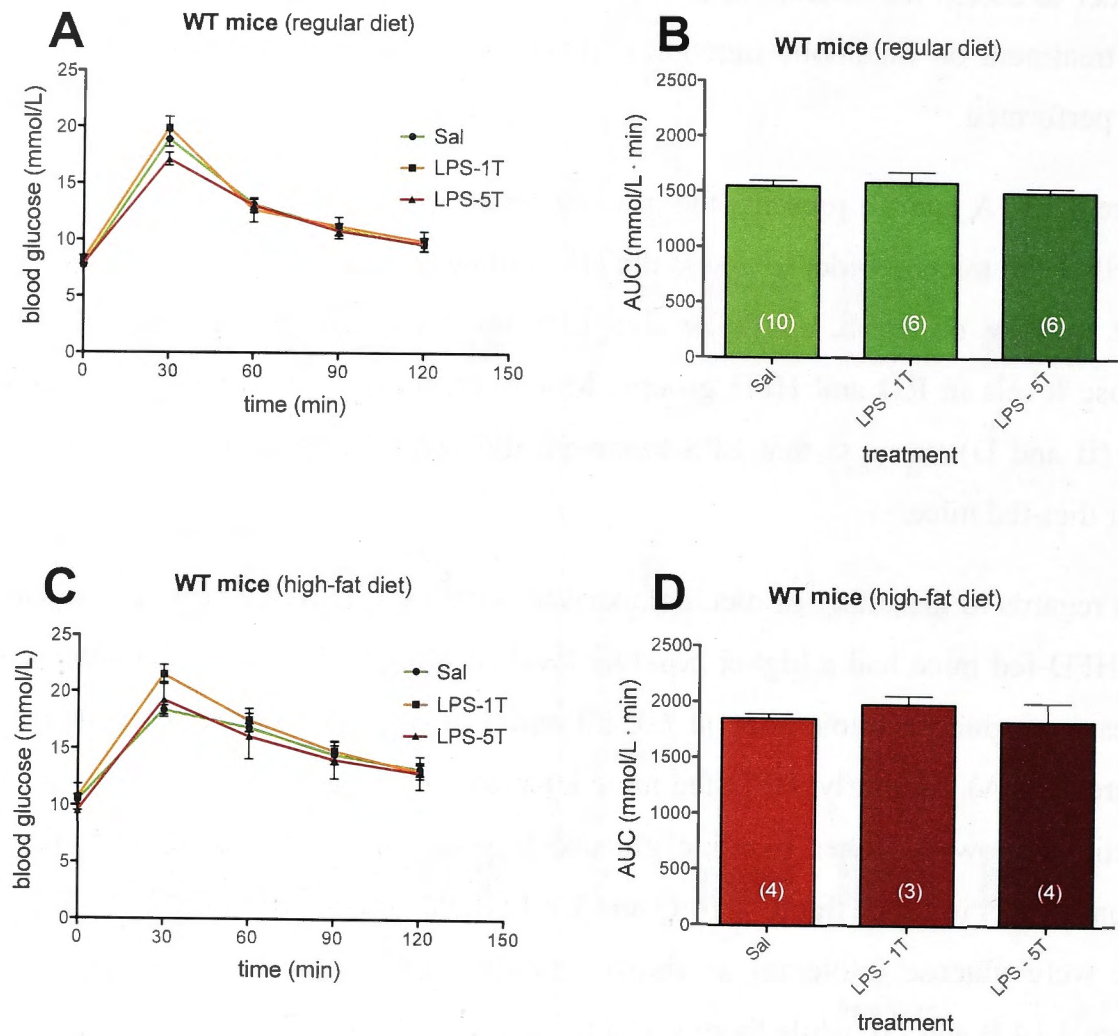 treatment
perform
A
WT mice (regular diet)
25
20
15
10
5
0
0 30 60 90 120 150
blood glucose (mmol/L)
time (min)
Sal
LPS-1T
LPS-5T
B
WT mice (regular diet)
2500
2000
1500
1000
500
0
AUC (mmol/L · min)
(10) (6) (6)
Sal LPS - 1T LPS - 5T
treatment
C
WT mice (high-fat diet)
25
20
15
10
5
0
0 30 60 90 120 150
blood glucose (mmol/L)
time (min)
Sal
LPS-1T
LPS-5T
D
WT mice (high-fat diet)
2500
2000
1500
1000
500
0
AUC (mmol/L · min)
(4) (3) (4)
Sal LPS - 1T LPS - 5T
treatment